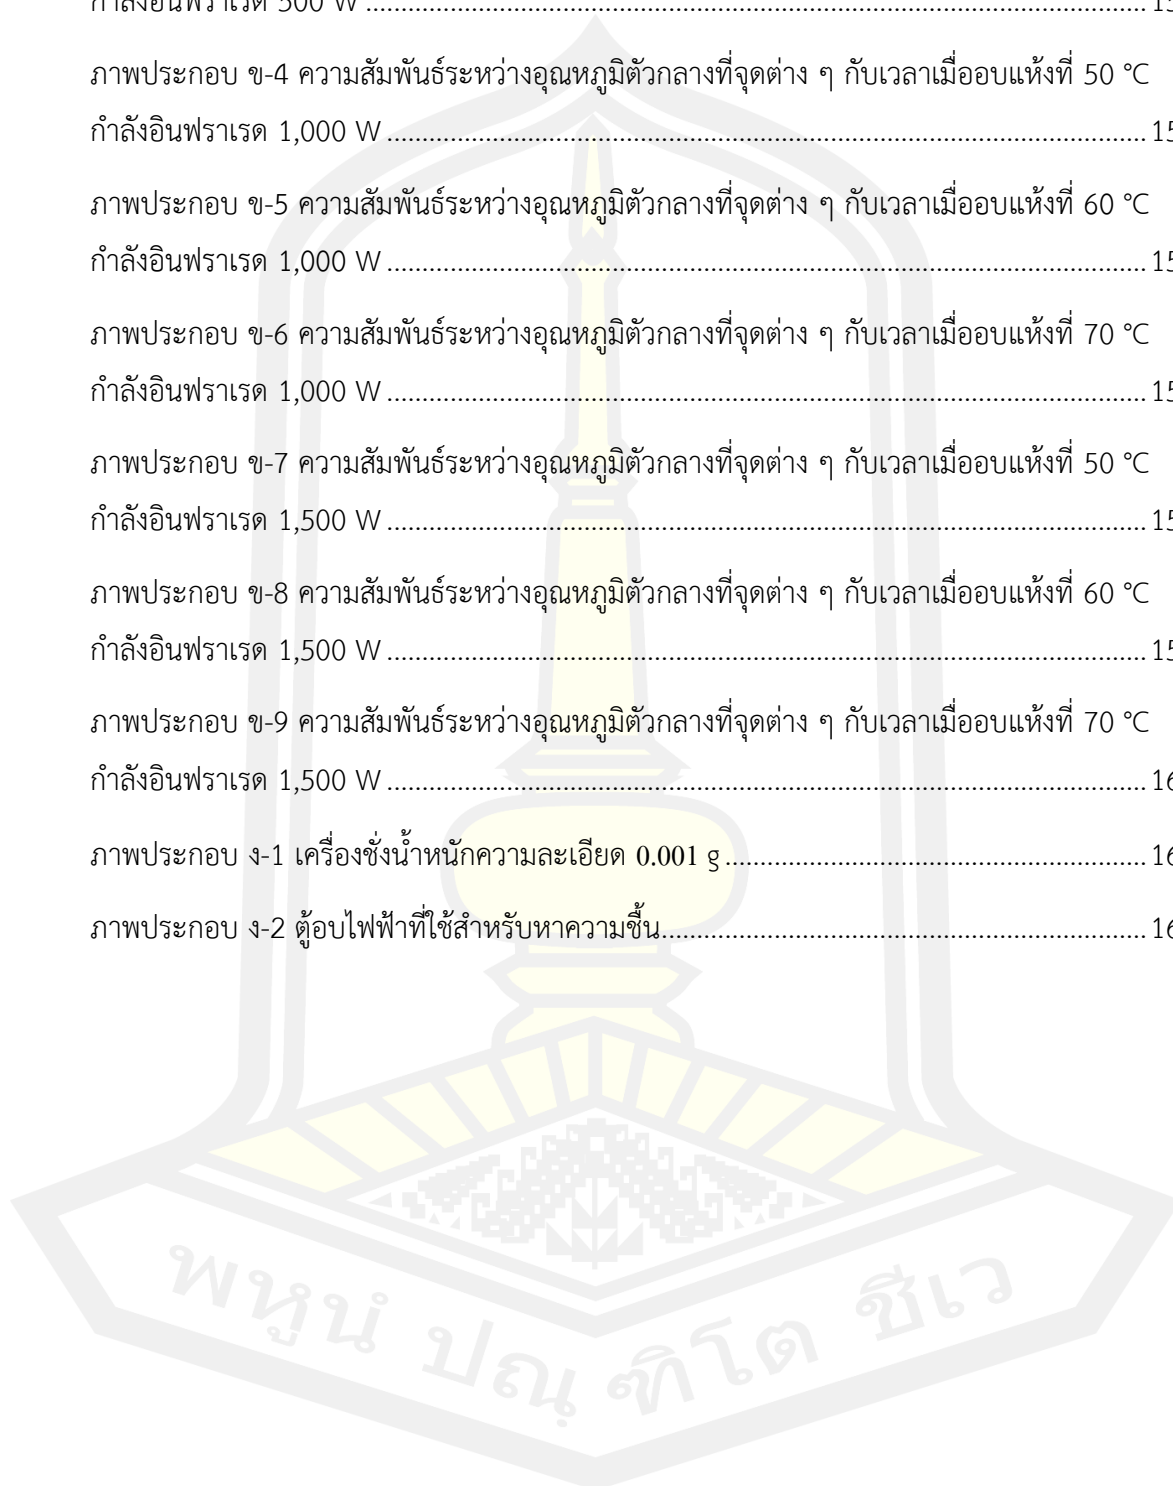 กำลังอินฟราเรด 500 W ........ 15
ภาพประกอบ ข-4 ความสัมพันธ์ระหว่างอุณหภูมิตัวกลางที่จุดต่าง ๆ กับเวลาเมื่ออบแห้งที่ 50 °C
กำลังอินฟราเรด 1,000 W ........ 15
ภาพประกอบ ข-5 ความสัมพันธ์ระหว่างอุณหภูมิตัวกลางที่จุดต่าง ๆ กับเวลาเมื่ออบแห้งที่ 60 °C
กำลังอินฟราเรด 1,000 W ........ 15
ภาพประกอบ ข-6 ความสัมพันธ์ระหว่างอุณหภูมิตัวกลางที่จุดต่าง ๆ กับเวลาเมื่ออบแห้งที่ 70 °C
กำลังอินฟราเรด 1,000 W ........ 15
ภาพประกอบ ข-7 ความสัมพันธ์ระหว่างอุณหภูมิตัวกลางที่จุดต่าง ๆ กับเวลาเมื่ออบแห้งที่ 50 °C
กำลังอินฟราเรด 1,500 W ........ 15
ภาพประกอบ ข-8 ความสัมพันธ์ระหว่างอุณหภูมิตัวกลางที่จุดต่าง ๆ กับเวลาเมื่ออบแห้งที่ 60 °C
กำลังอินฟราเรด 1,500 W ........ 15
ภาพประกอบ ข-9 ความสัมพันธ์ระหว่างอุณหภูมิตัวกลางที่จุดต่าง ๆ กับเวลาเมื่ออบแห้งที่ 70 °C
กำลังอินฟราเรด 1,500 W ........ 16
ภาพประกอบ ง-1 เครื่องชั่งน้ำหนักความละเอียด 0.001 g ........ 16
ภาพประกอบ ง-2 ตู้อบไฟฟ้าที่ใช้สำหรับหาความชื้น ........ 16
พหูนํ ปณฺ ฑิโต ชีเว